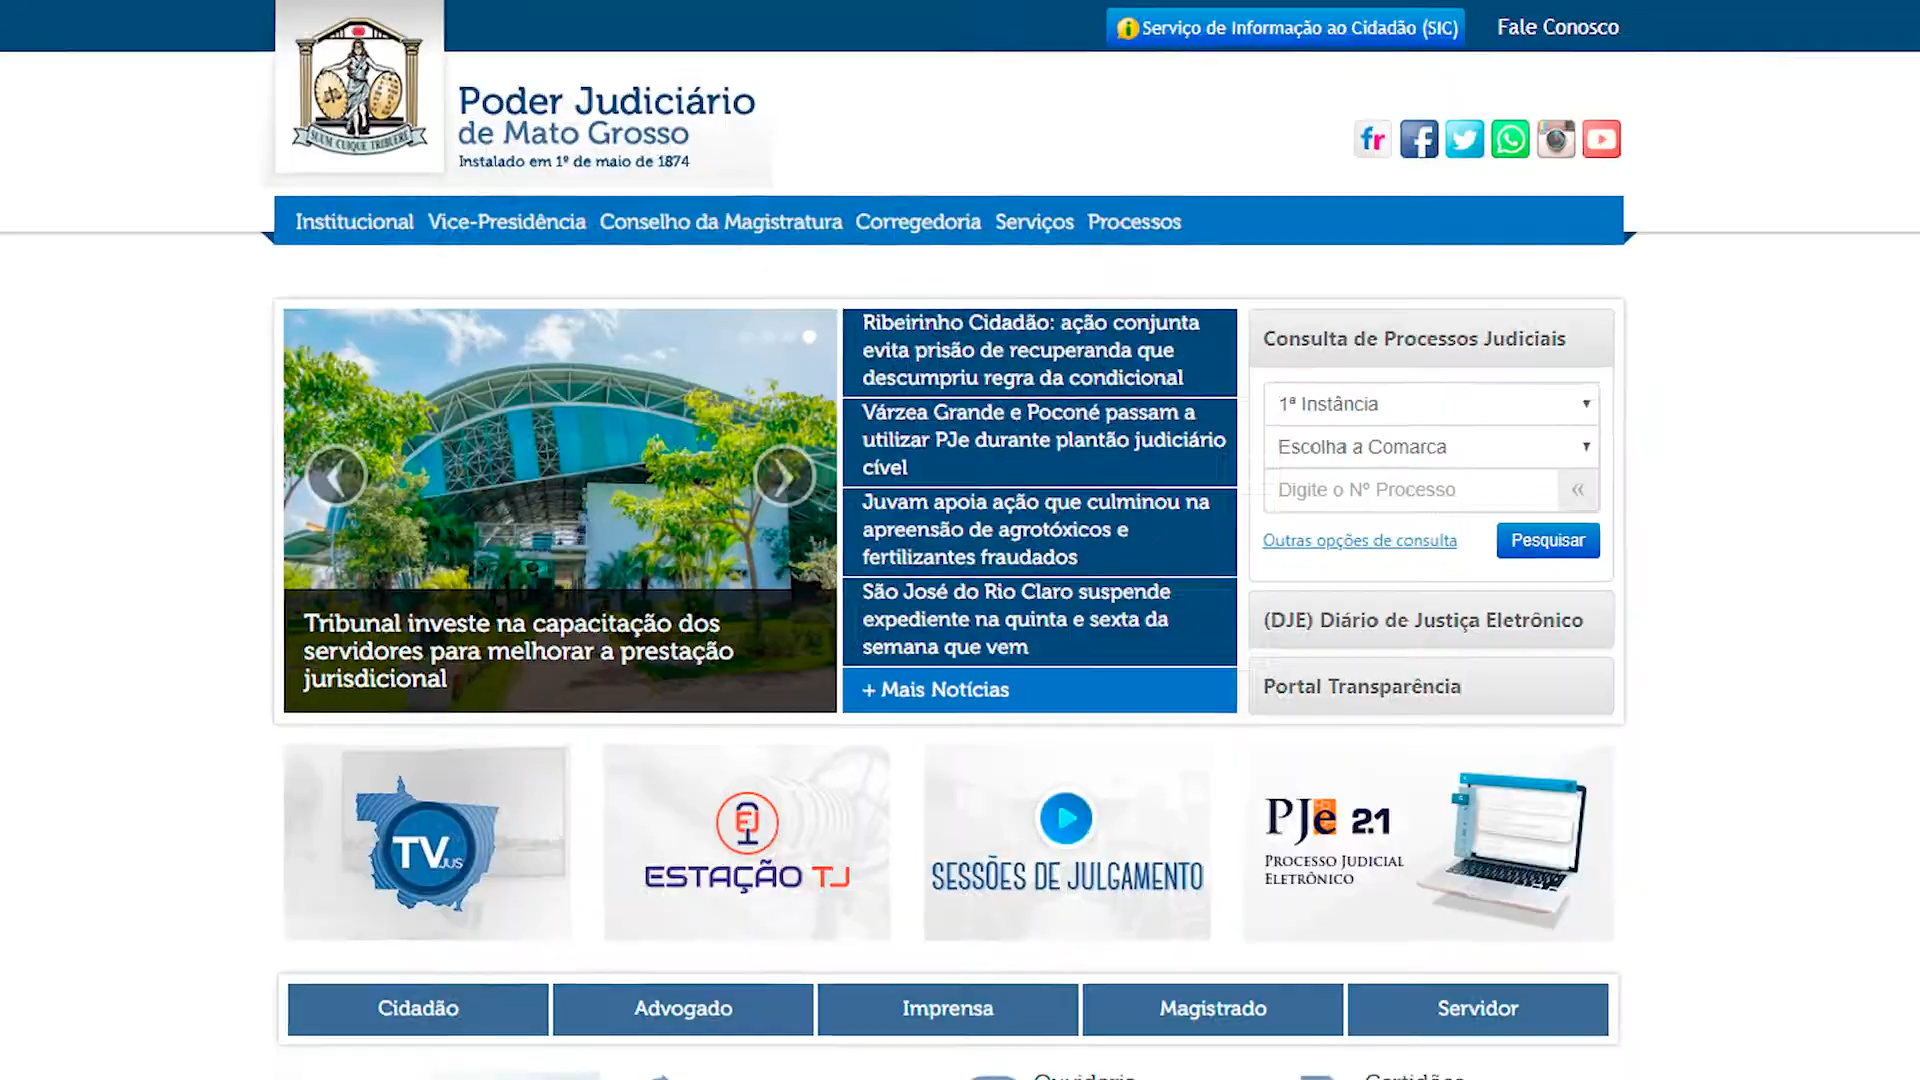 Serviço de Informação ao Cidadão (SIC)
Fale Conosco
SUUM CUIQUE TRIBUERE
Poder Judiciário
de Mato Grosso
Instalado em 1º de maio de 1874
fr
Institucional Vice-Presidência Conselho da Magistratura Corregedoria Serviços Processos
Tribunal investe na capacitação dos
servidores para melhorar a prestação
jurisdicional
Ribeirinho Cidadão: ação conjunta
evita prisão de recuperanda que
descumpriu regra da condicional
Várzea Grande e Poconé passam a
utilizar PJe durante plantão judiciário
cível
Juvam apoia ação que culminou na
apreensão de agrotóxicos e
fertilizantes fraudados
São José do Rio Claro suspende
expediente na quinta e sexta da
semana que vem
+ Mais Notícias
Consulta de Processos Judiciais
1ª Instância
Escolha a Comarca
Digite o Nº Processo «
Outras opções de consulta
Pesquisar
(DJE) Diário de Justiça Eletrônico
Portal Transparência
TV.JUS
ESTAÇÃO TJ
SESSÕES DE JULGAMENTO
PJe 2.1
PROCESSO JUDICIAL
ELETRÔNICO
Cidadão
Advogado
Imprensa
Magistrado
Servidor
Ouvidoria
Certidões